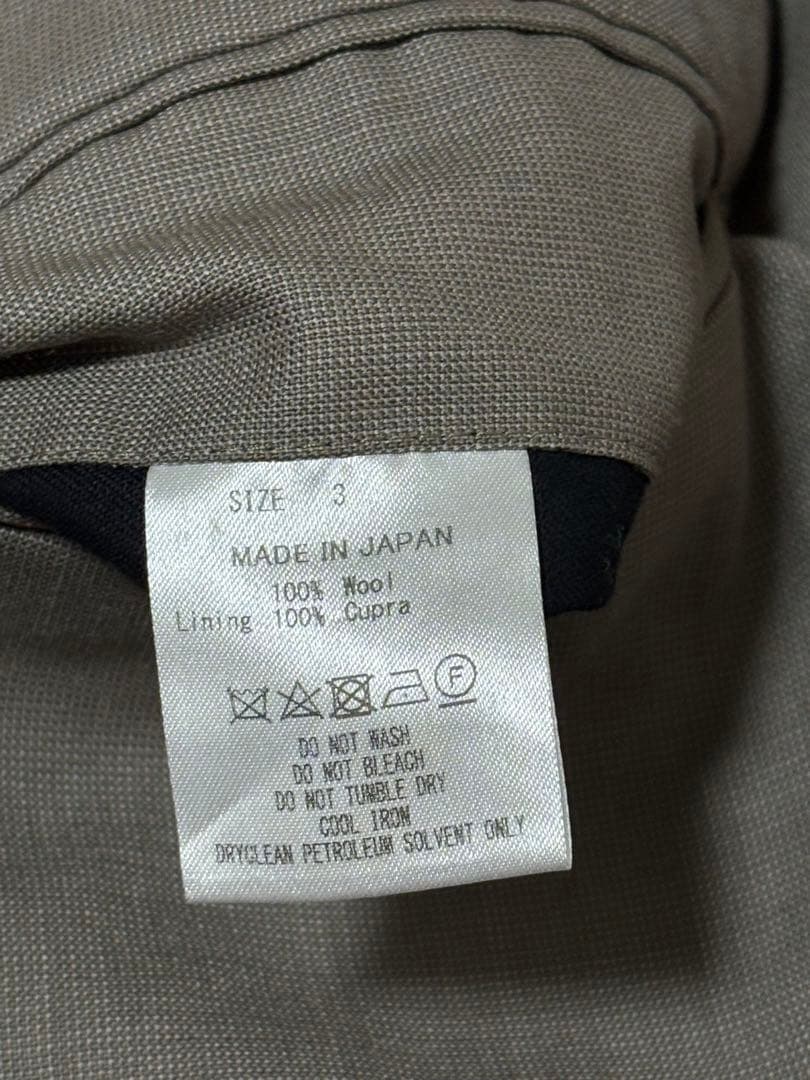 SIZE 3
MADE IN JAPAN
100% Wool
Lining 100% Cupra
F
DO NOT WASH
DO NOT BLEACH
DO NOT TUMBLE DRY
COOL IRON
DRYCLEAN PETROLEUM SOLVENT ONLY